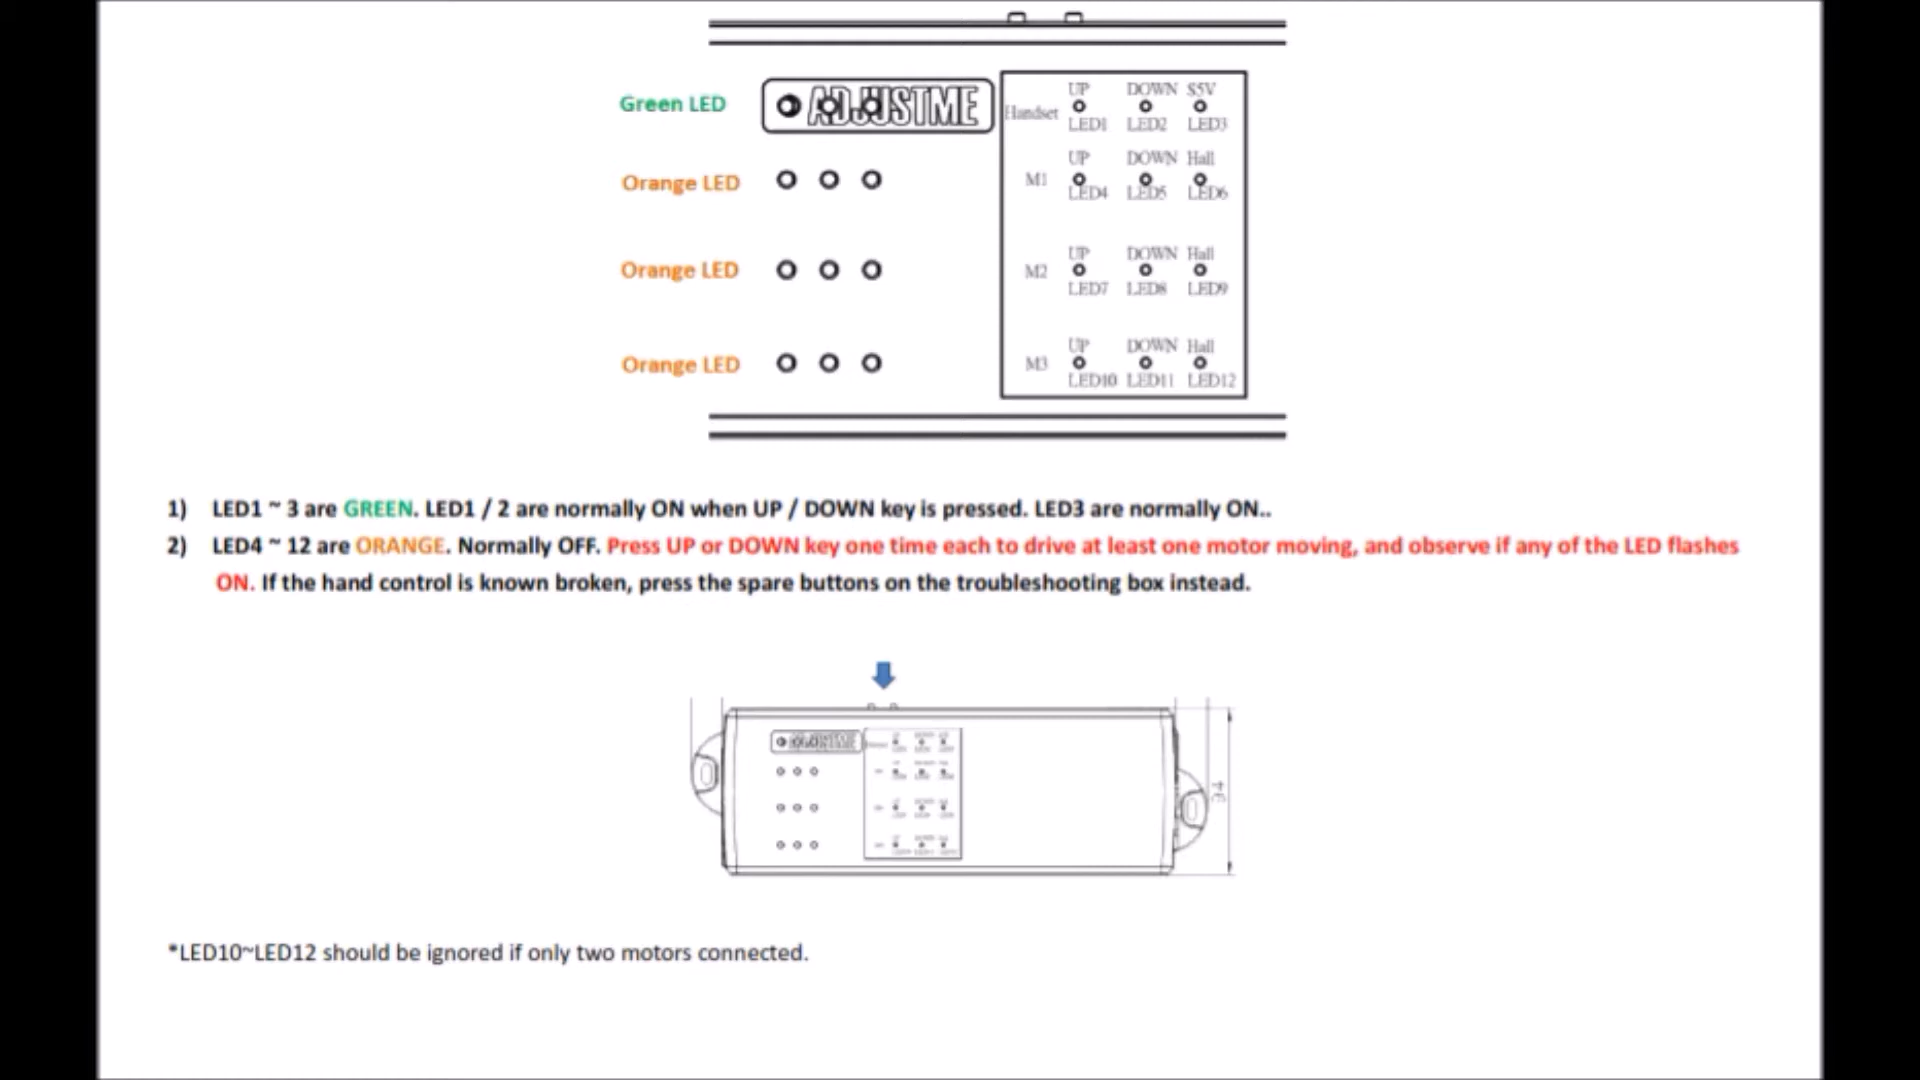 Green LED ADJUSTME Handset UP DOWN S5V
LED1 LED2 LED3
Orange LED M1 UP DOWN Hall
LED4 LED5 LED6
Orange LED M2 UP DOWN Hall
LED7 LED8 LED9
Orange LED M3 UP DOWN Hall
LED10 LED11 LED12
1) LED1 ~ 3 are GREEN. LED1 / 2 are normally ON when UP / DOWN key is pressed. LED3 are normally ON..
2) LED4 ~ 12 are ORANGE. Normally OFF. Press UP or DOWN key one time each to drive at least one motor moving, and observe if any of the LED flashes
ON. If the hand control is known broken, press the spare buttons on the troubleshooting box instead.
*LED10~LED12 should be ignored if only two motors connected.